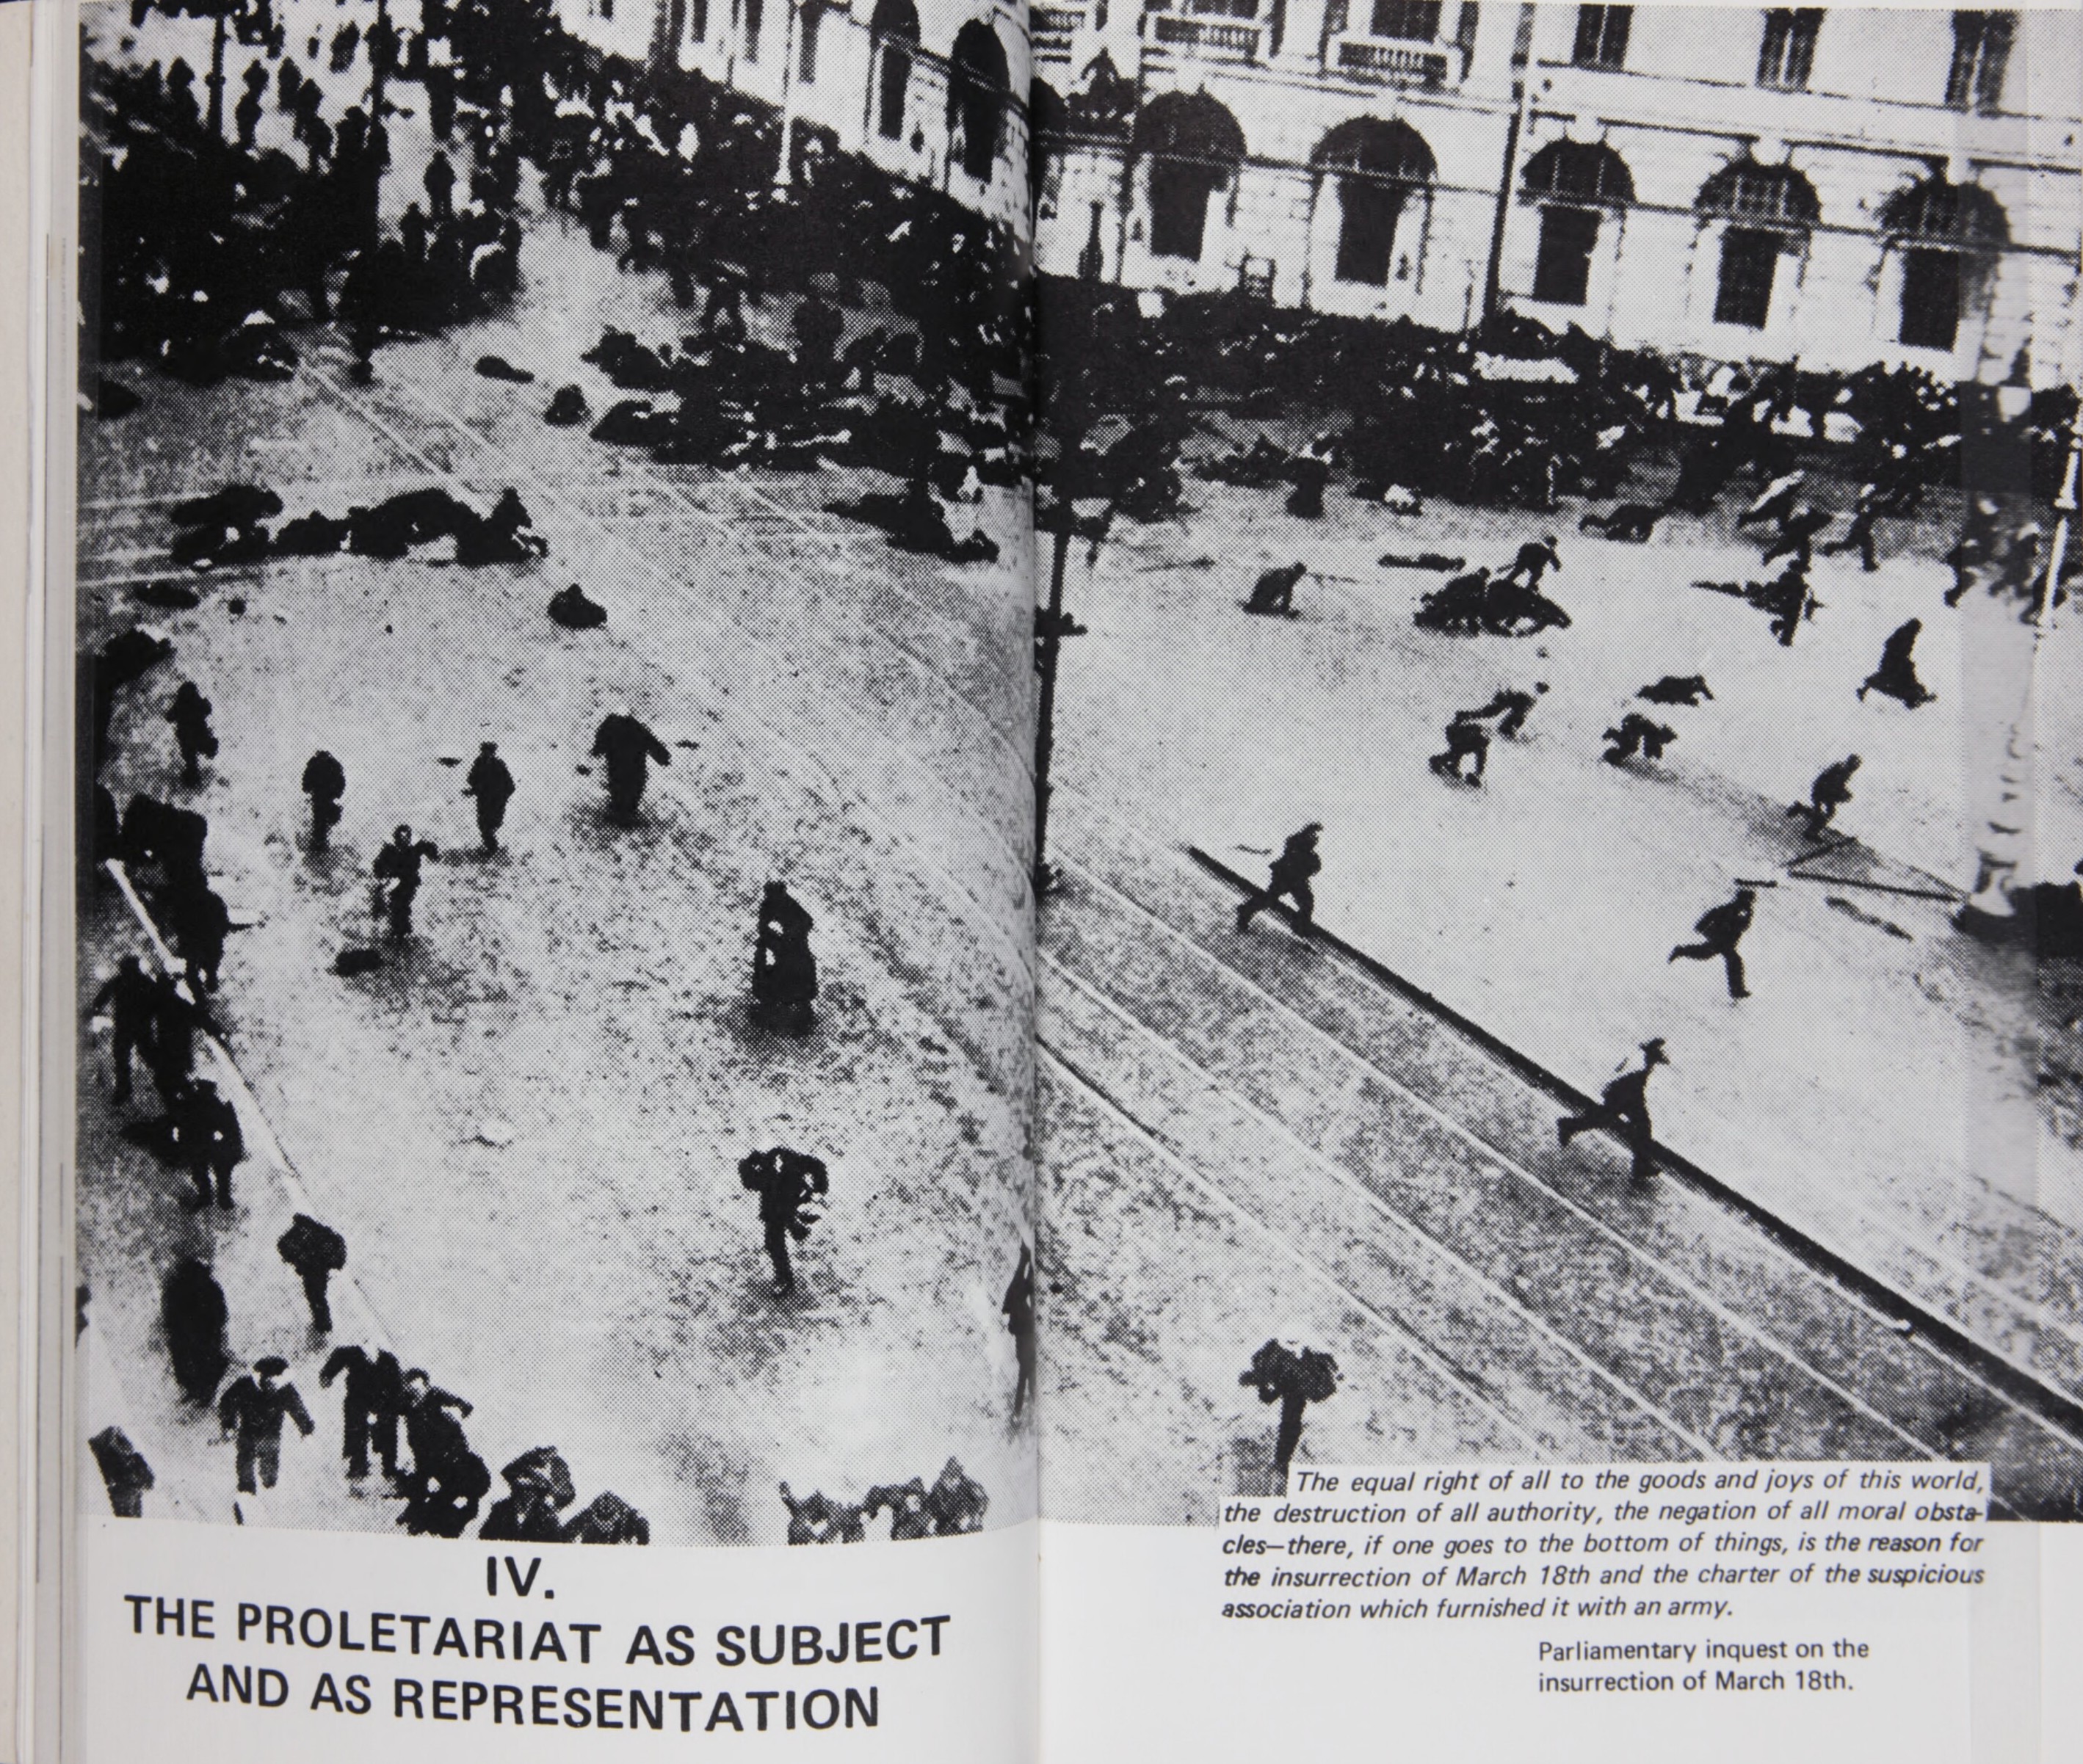 IV.
THE PROLETARIAT AS SUBJECT
AND AS REPRESENTATION
The equal right of all to the goods and joys of this world,
the destruction of all authority, the negation of all moral obsta-
cles—there, if one goes to the bottom of things, is the reason for
the insurrection of March 18th and the charter of the suspicious
association which furnished it with an army.
Parliamentary inquest on the
insurrection of March 18th.